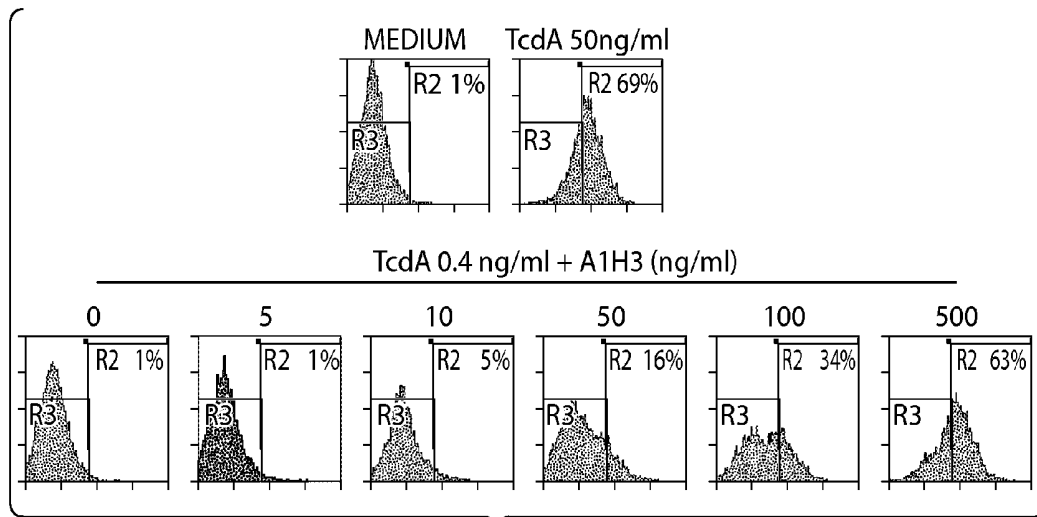 MEDIUM TcdA 50ng/ml
R2 1% R2 69%
R3 R3
TcdA 0.4 ng/ml + A1H3 (ng/ml)
0 5 10 50 100 500
R2 1% R2 1% R2 5% R2 16% R2 34% R2 63%
R3 R3 R3 R3 R3 R3